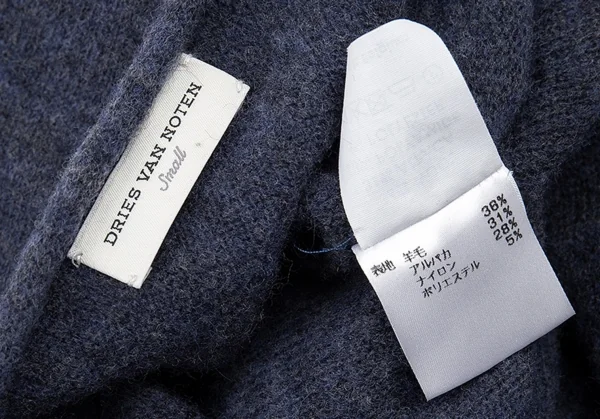 DRIES VAN NOTEN
Small
表地 羊毛 36%
アルパカ 31%
ナイロン 28%
ポリエステル 5%